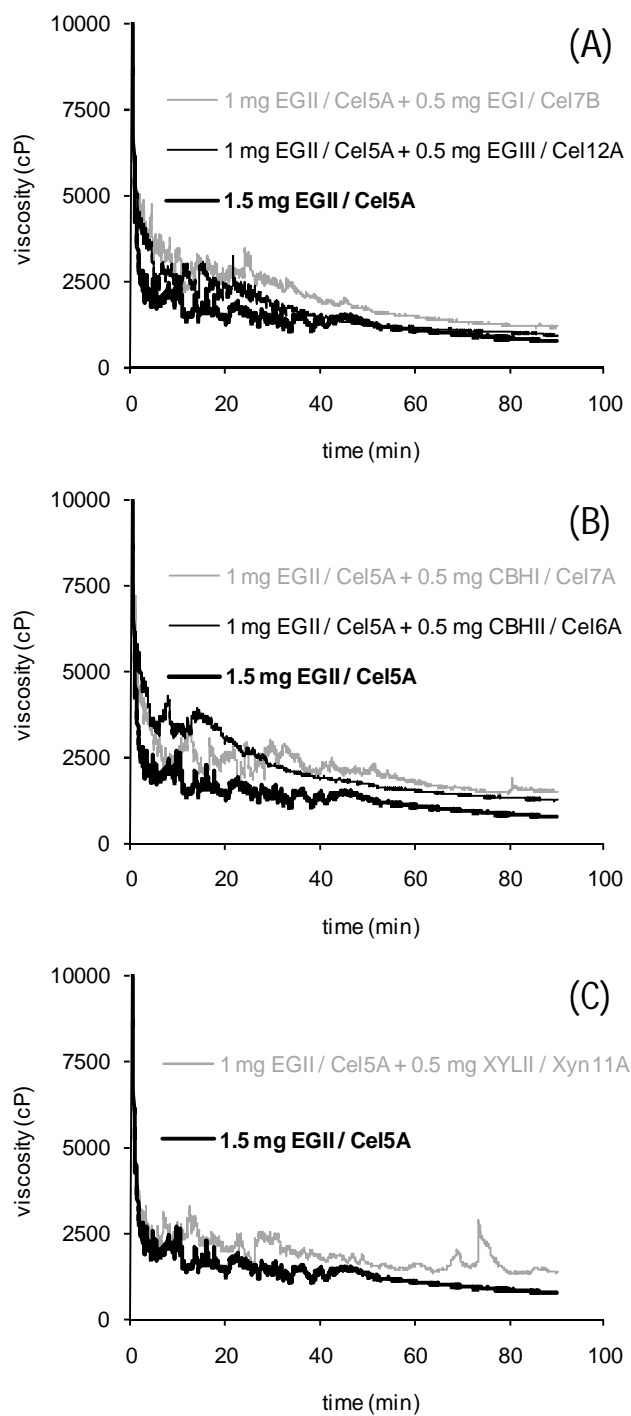 (A)
10000
1 mg EGII / Cel5A + 0.5 mg EGI / Cel7B
7500
1 mg EGII / Cel5A + 0.5 mg EGIII / Cel12A
5000
1.5 mg EGII / Cel5A
viscosity (cP)
2500
0
0 20 40 60 80 100
time (min)
(B)
10000
1 mg EGII / Cel5A + 0.5 mg CBHI / Cel7A
7500
1 mg EGII / Cel5A + 0.5 mg CBHII / Cel6A
5000
1.5 mg EGII / Cel5A
viscosity (cP)
2500
0
0 20 40 60 80 100
time (min)
(C)
10000
1 mg EGII / Cel5A + 0.5 mg XYLII / Xyn11A
7500
1.5 mg EGII / Cel5A
5000
viscosity (cP)
2500
0
0 20 40 60 80 100
time (min)